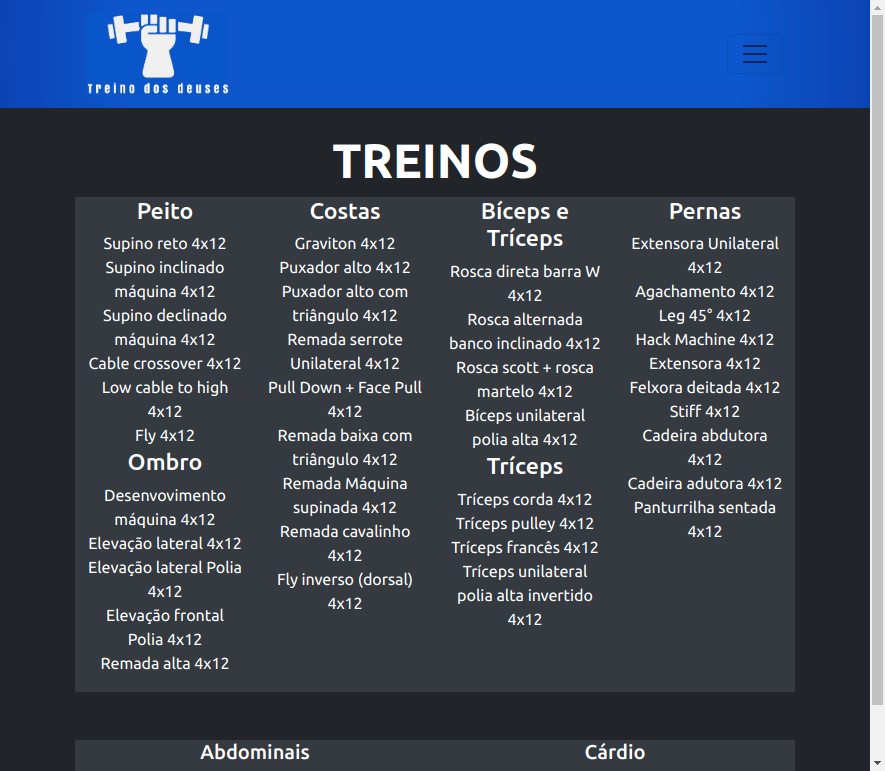 Treino dos deuses
TREINOS
Peito
Supino reto 4x12
Supino inclinado
máquina 4x12
Supino declinado
máquina 4x12
Cable crossover 4x12
Low cable to high
4x12
Fly 4x12
Ombro
Desenvovimento
máquina 4x12
Elevação lateral 4x12
Elevação lateral Polia
4x12
Elevação frontal
Polia 4x12
Remada alta 4x12
Costas
Graviton 4x12
Puxador alto 4x12
Puxador alto com
triângulo 4x12
Remada serrote
Unilateral 4x12
Pull Down + Face Pull
4x12
Remada baixa com
triângulo 4x12
Remada Máquina
supinada 4x12
Remada cavalinho
4x12
Fly inverso (dorsal)
4x12
Bíceps e
Tríceps
Rosca direta barra W
4x12
Rosca alternada
banco inclinado 4x12
Rosca scott + rosca
martelo 4x12
Bíceps unilateral
polia alta 4x12
Tríceps
Tríceps corda 4x12
Tríceps pulley 4x12
Tríceps francês 4x12
Tríceps unilateral
polia alta invertido
4x12
Pernas
Extensora Unilateral
4x12
Agachamento 4x12
Leg 45° 4x12
Hack Machine 4x12
Extensora 4x12
Felxora deitada 4x12
Stiff 4x12
Cadeira abdutora
4x12
Cadeira adutora 4x12
Panturrilha sentada
4x12
Abdominais
Cárdio